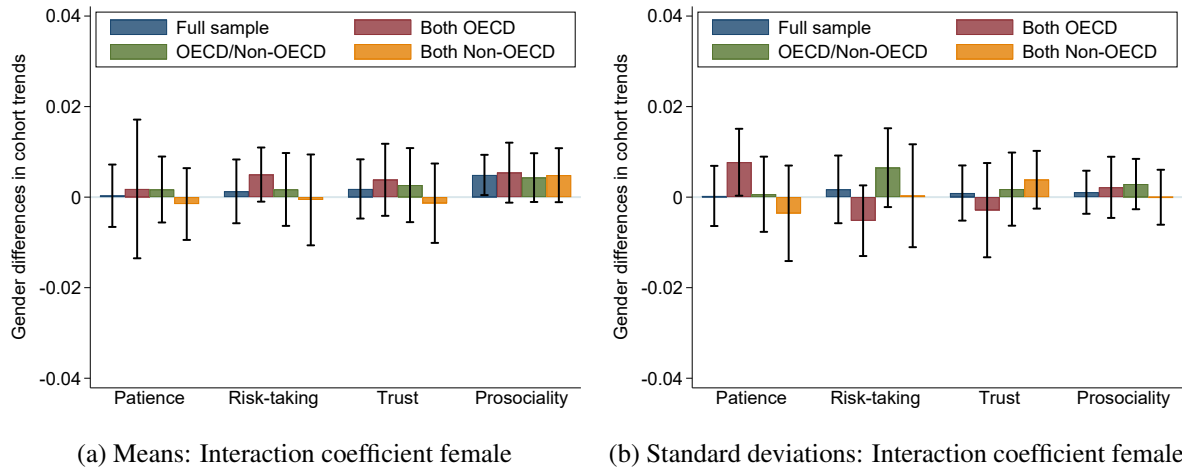 Gender differences in cohort trends
0.04
0.02
0
-0.02
-0.04
Full sample
Both OECD
OECD/Non-OECD
Both Non-OECD
Patience
Risk-taking
Trust
Prosociality
(a) Means: Interaction coefficient female
Gender differences in cohort trends
0.04
0.02
0
-0.02
-0.04
Full sample
Both OECD
OECD/Non-OECD
Both Non-OECD
Patience
Risk-taking
Trust
Prosociality
(b) Standard deviations: Interaction coefficient female